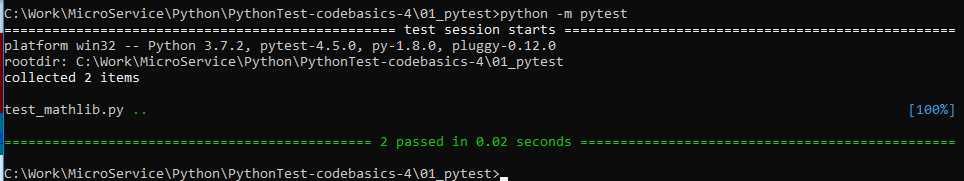 C:\Work\MicroService\Python\PythonTest-codebasics-4\01_pytest>python -m pytest
============================================== test session starts ==============================================
platform win32 -- Python 3.7.2, pytest-4.5.0, py-1.8.0, pluggy-0.12.0
rootdir: C:\Work\MicroService\Python\PythonTest-codebasics-4\01_pytest
collected 2 items
test_mathlib.py .. [100%]
=========================================== 2 passed in 0.02 seconds ============================================
C:\Work\MicroService\Python\PythonTest-codebasics-4\01_pytest>